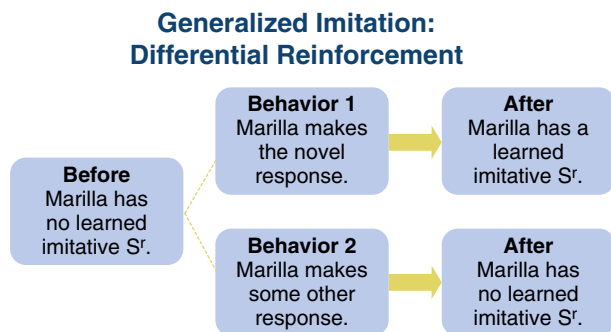 Generalized Imitation:
Differential Reinforcement
Before
Marilla has
no learned
imitative Sʳ.
Behavior 1
Marilla makes
the novel
response.
After
Marilla has a
learned
imitative Sʳ.
Behavior 2
Marilla makes
some other
response.
After
Marilla has
no learned
imitative Sʳ.